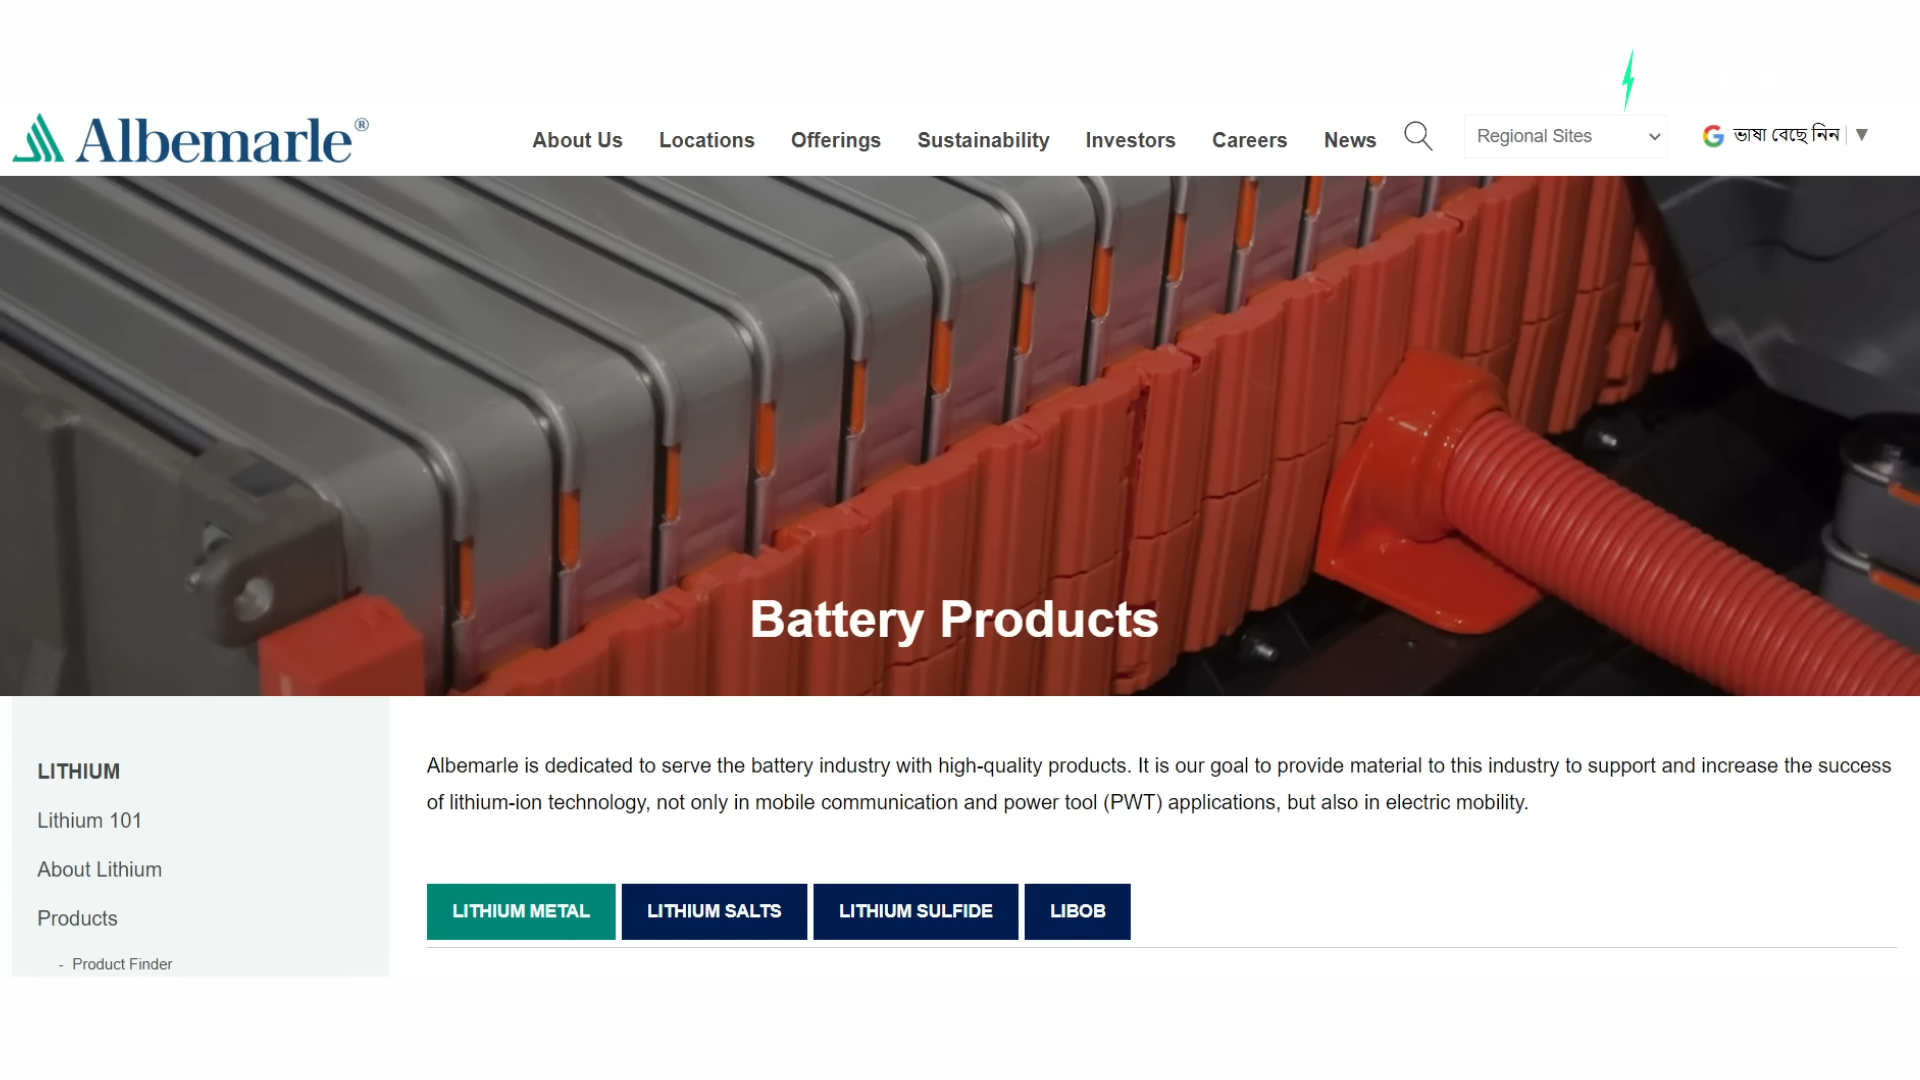 Albemarle®
About Us
Locations
Offerings
Sustainability
Investors
Careers
News
Regional Sites
ভাষা বেছে নিন
Battery Products
LITHIUM
Lithium 101
About Lithium
Products
- Product Finder
Albemarle is dedicated to serve the battery industry with high-quality products. It is our goal to provide material to this industry to support and increase the success
of lithium-ion technology, not only in mobile communication and power tool (PWT) applications, but also in electric mobility.
LITHIUM METAL
LITHIUM SALTS
LITHIUM SULFIDE
LIBOB